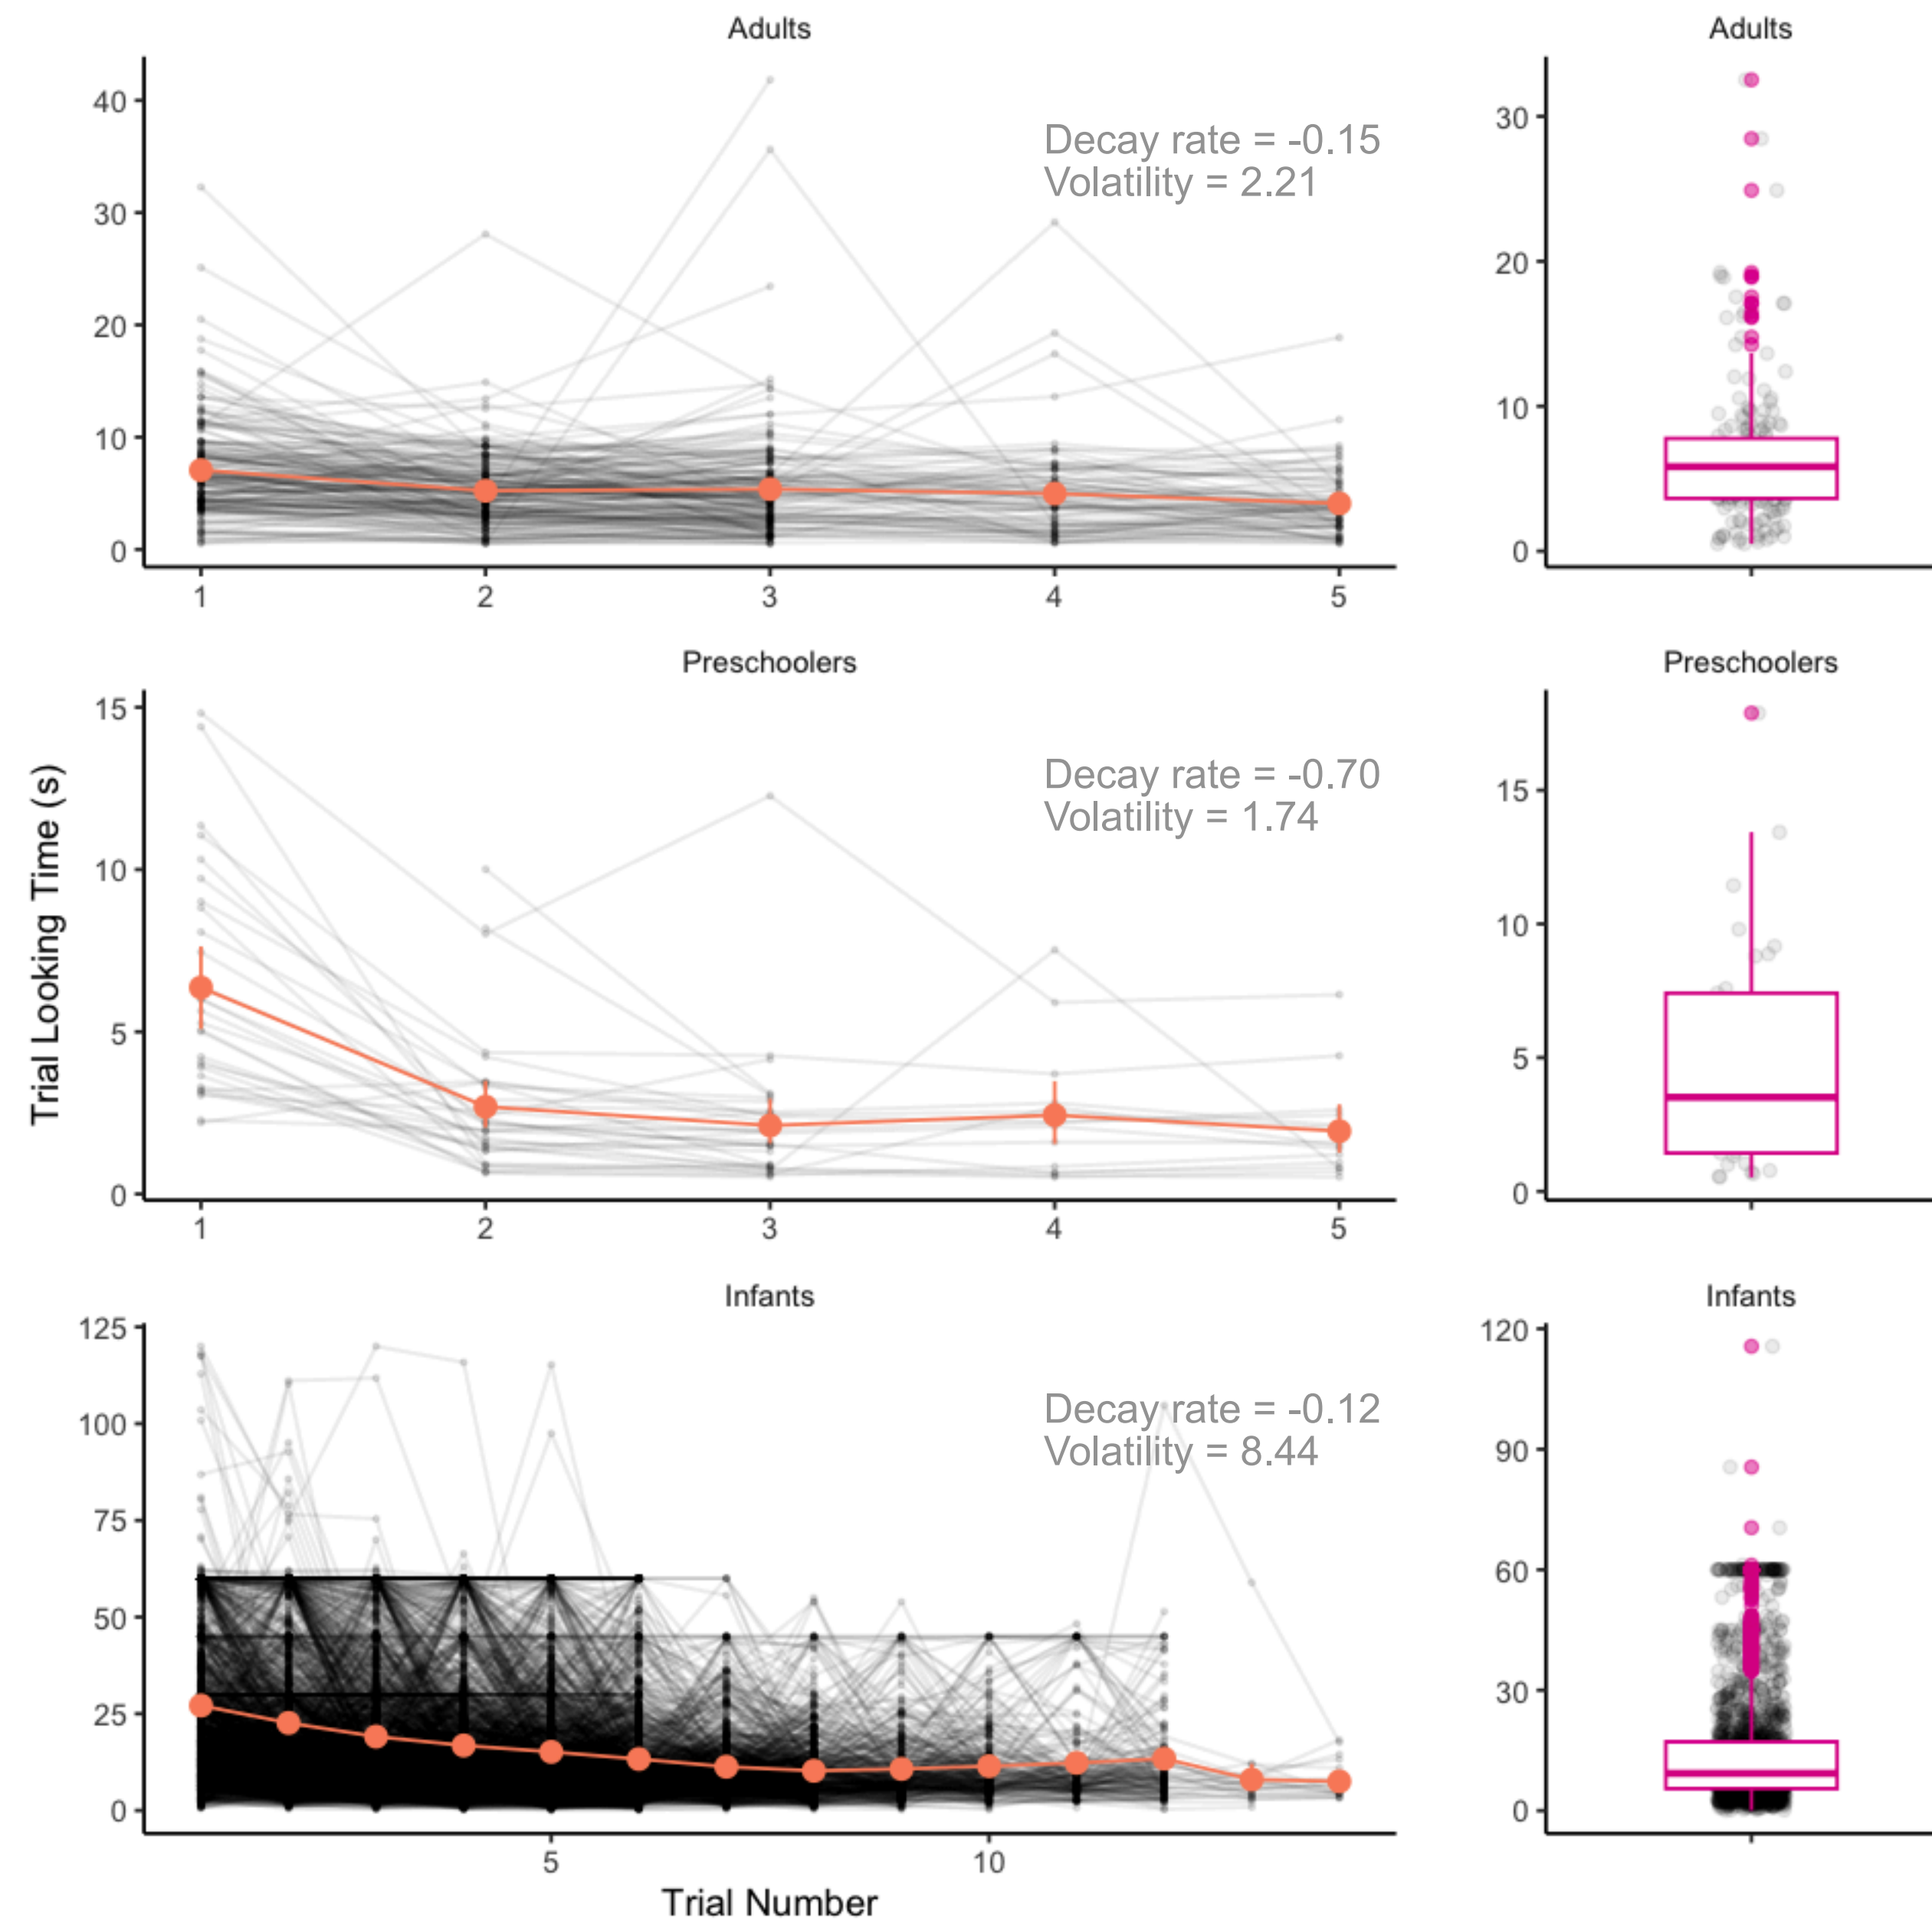 Adults
40
30
20
10
0
Decay rate = -0.15
Volatility = 2.21
1 2 3 4 5
Adults
30
20
10
0
Preschoolers
15
10
5
0
Decay rate = -0.70
Volatility = 1.74
1 2 3 4 5
Preschoolers
15
10
5
0
Trial Looking Time (s)
Infants
125
100
75
50
25
0
Decay rate = -0.12
Volatility = 8.44
5 10
Trial Number
Infants
120
90
60
30
0